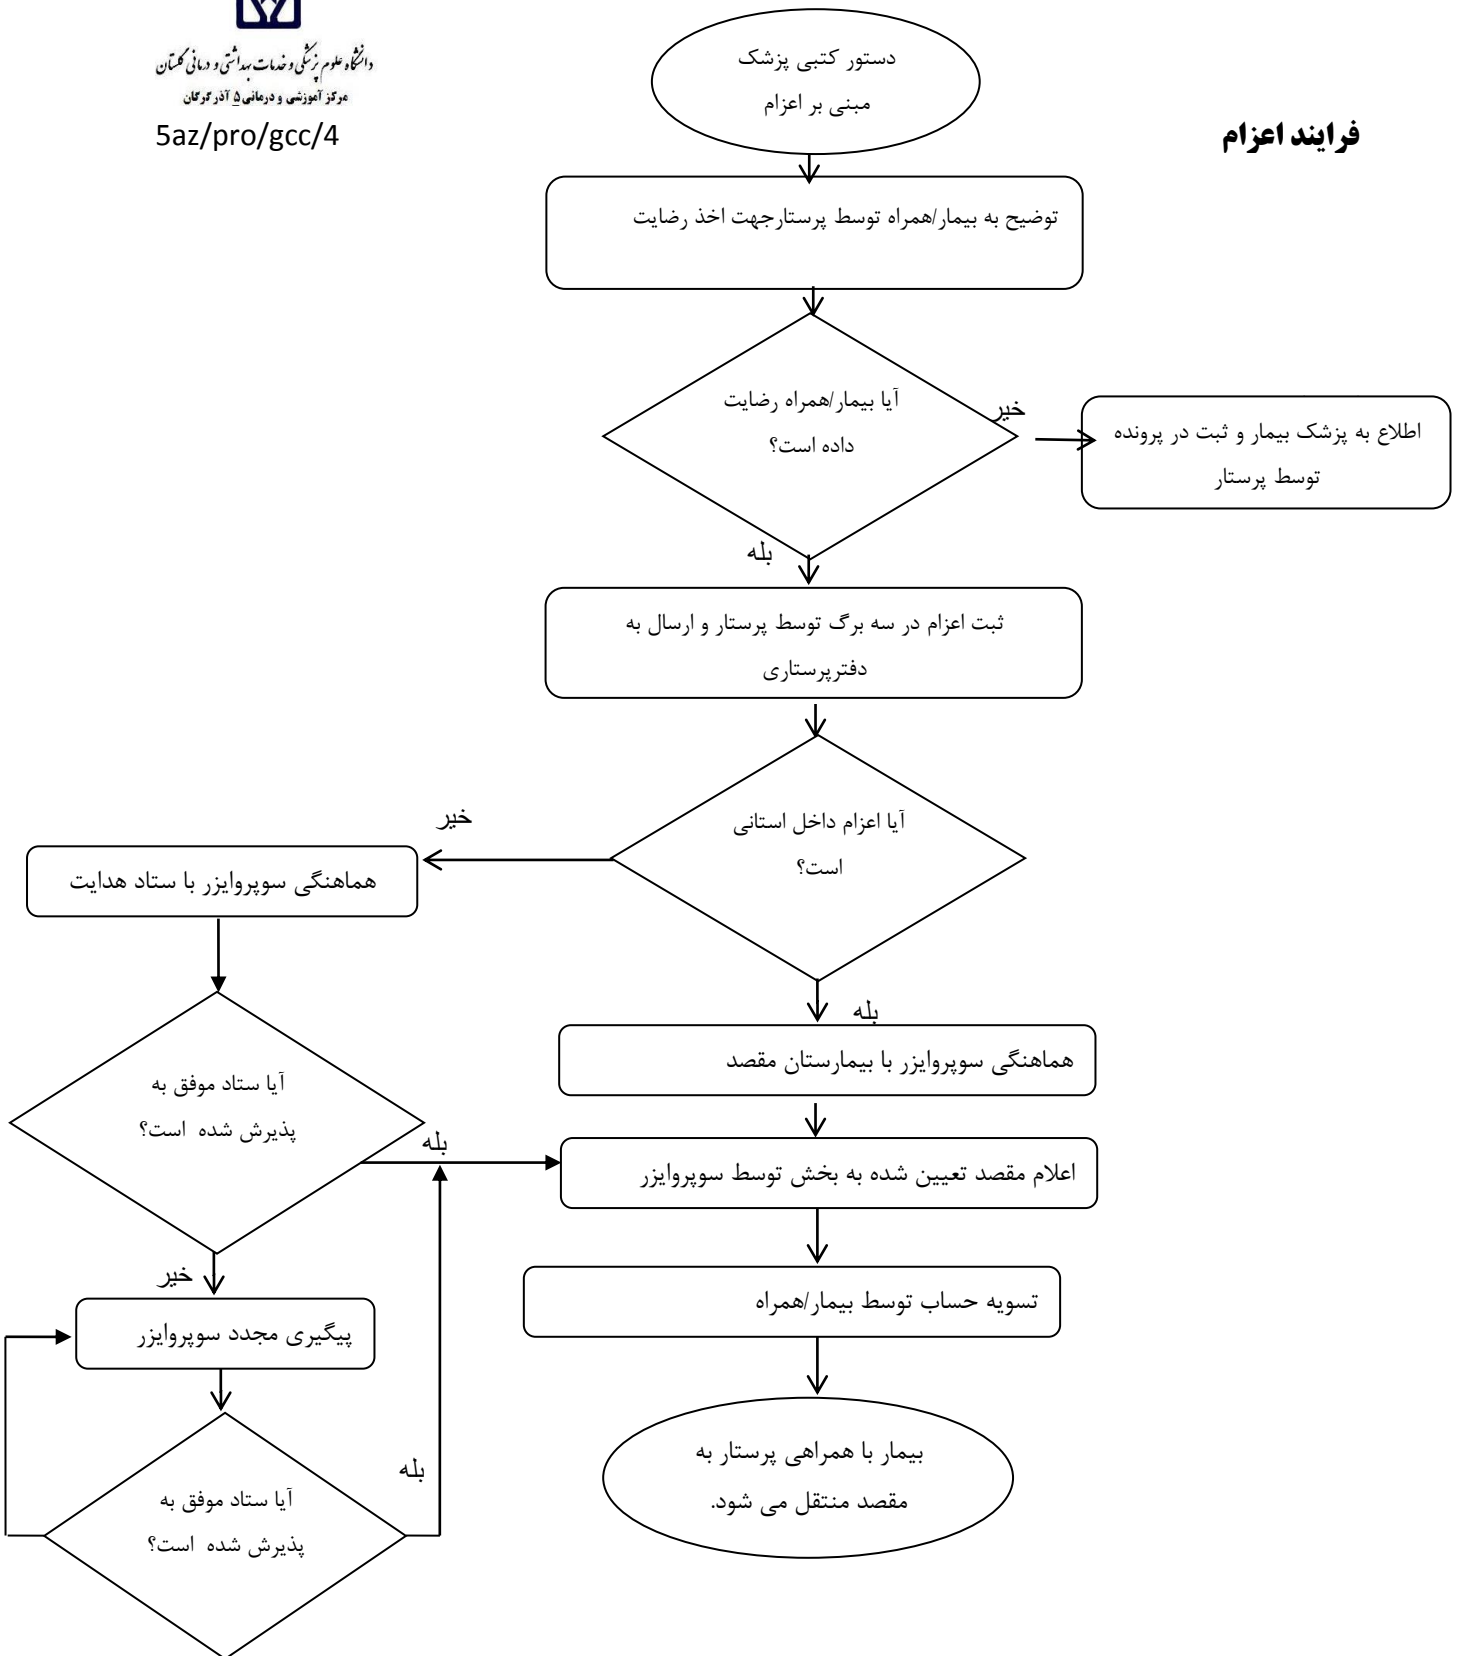 دانشگاه علوم پزشکی و خدمات بهداشتی و درمانی گلستان
مرکز آموزشی و درمانی 5 آذر گرگان
5az/pro/gcc/4
فرایند اعزام
دستور کتبی پزشک
مبنی بر اعزام
توضیح به بیمار/همراه توسط پرستارجهت اخذ رضایت
آیا بیمار/همراه رضایت
داده است؟
خیر
اطلاع به پزشک بیمار و ثبت در پرونده
توسط پرستار
بله
ثبت اعزام در سه برگ توسط پرستار و ارسال به
دفترپرستاری
آیا اعزام داخل استانی
است؟
خیر
هماهنگی سوپروایزر با ستاد هدایت
بله
هماهنگی سوپروایزر با بیمارستان مقصد
آیا ستاد موفق به
پذیرش شده است؟
بله
اعلام مقصد تعیین شده به بخش توسط سوپروایزر
خیر
تسویه حساب توسط بیمار/همراه
پیگیری مجدد سوپروایزر
بله
آیا ستاد موفق به
پذیرش شده است؟
بیمار با همراهی پرستار به
مقصد منتقل می شود.